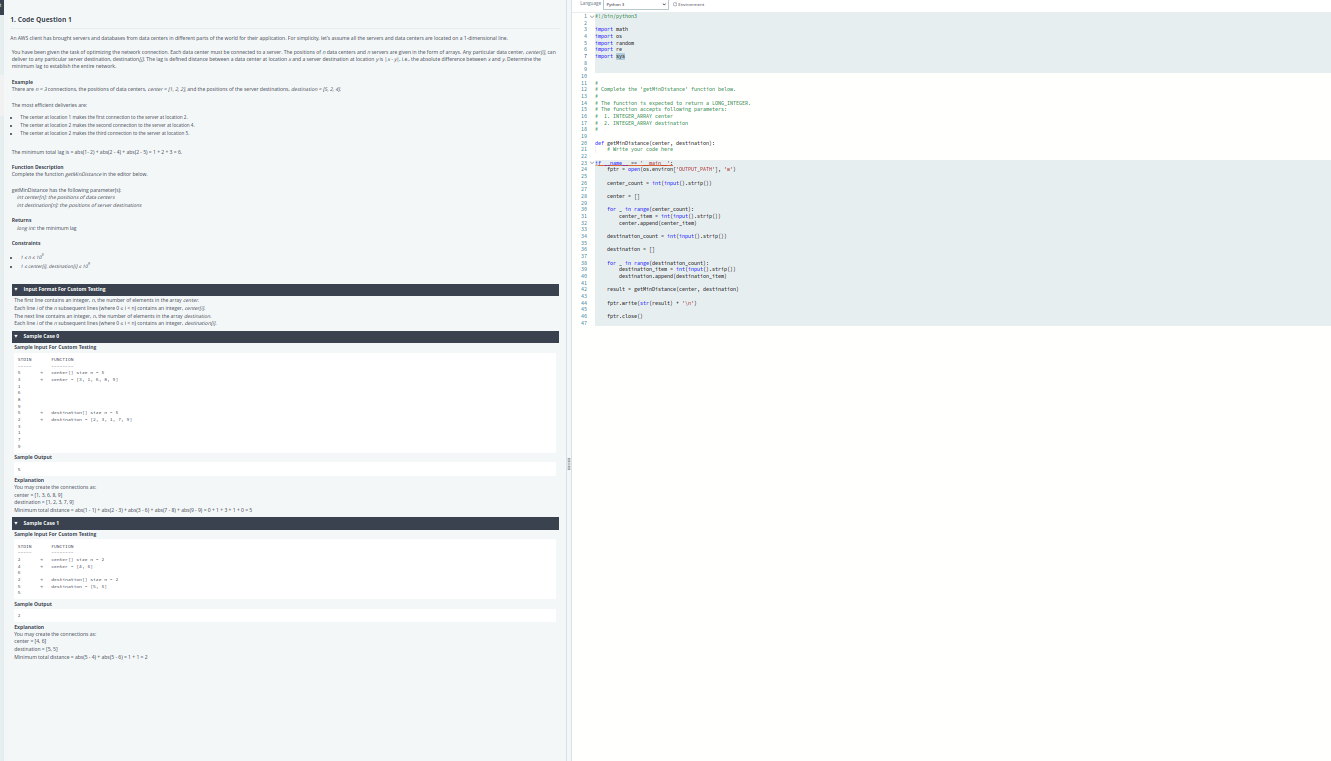 1. Code Question 1
An AWS client has brought servers and databases from data centers in different parts of the world for their application. For simplicity, let's assume all the servers and data centers are located on a 1-dimensional line.
You have been given the task of optimizing the network connection. Each data center must be connected to a server. The positions of n data centers and n servers are given in the form of arrays. Any particular data center, center[i], can
deliver to any particular server destination, destination[j]. The lag is defined distance between a data center at location x and a server destination at location y is |x - y|, i.e., the absolute difference between x and y. Determine the
minimum lag to establish the entire network.
Example
There are n = 3 connections, the positions of data centers, center = [1, 2, 2], and the positions of the server destinations, destination = [5, 2, 4].
The most efficient deliveries are:
• The center at location 1 makes the first connection to the server at location 2.
• The center at location 2 makes the second connection to the server at location 4.
• The center at location 2 makes the third connection to the server at location 5.
The minimum total lag is = abs(1 - 2) + abs(2 - 4) + abs(2 - 5) = 1 + 2 + 3 = 6.
Function Description
Complete the function getMinDistance in the editor below.
getMinDistance has the following parameter(s):
int center[n]: the positions of data centers
int destination[n]: the positions of server destinations
Returns
long int: the minimum lag
Constraints
• 1 ≤ n ≤ 10
• 1 ≤ center[i], destination[i] ≤ 10
▼ Input Format For Custom Testing
The first line contains an integer, n, the number of elements in the array center.
Each line i of the n subsequent lines (where 0 ≤ i < n) contains an integer, center[i].
The next line contains an integer, n, the number of elements in the array destination.
Each line i of the n subsequent lines (where 0 ≤ i < n) contains an integer, destination[i].
▼ Sample Case 0
Sample Input For Custom Testing
STDIN FUNCTION
----- --------
5 → center[] size n = 5
3 → center = [3, 1, 6, 8, 9]
1
6
8
9
5 → destination[] size n = 5
2 → destination = [2, 3, 1, 7, 9]
3
1
7
9
Sample Output
5
Explanation
You may create the connections as:
center = [1, 3, 6, 8, 9]
destination = [1, 2, 3, 7, 9]
Minimum total distance = abs(1 - 1) + abs(2 - 3) + abs(3 - 6) + abs(7 - 8) + abs(9 - 9) = 0 + 1 + 3 + 1 + 0 = 5
▼ Sample Case 1
Sample Input For Custom Testing
STDIN FUNCTION
----- --------
2 → center[] size n = 2
4 → center = [4, 6]
6
2 → destination[] size n = 2
5 → destination = [5, 5]
5
Sample Output
2
Explanation
You may create the connections as:
center = [4, 6]
destination = [5, 5]
Minimum total distance = abs(5 - 4) + abs(5 - 6) = 1 + 1 = 2
Language Python 3 Environment
1 #!/bin/python3
2
3 import math
4 import os
5 import random
6 import re
7 import sys
8
9
10
11 #
12 # Complete the 'getMinDistance' function below.
13 #
14 # The function is expected to return a LONG_INTEGER.
15 # The function accepts following parameters:
16 # 1. INTEGER_ARRAY center
17 # 2. INTEGER_ARRAY destination
18 #
19
20 def getMinDistance(center, destination):
21 # Write your code here
22
23 if __name__ == '__main__':
24 fptr = open(os.environ['OUTPUT_PATH'], 'w')
25
26 center_count = int(input().strip())
27
28 center = []
29
30 for _ in range(center_count):
31 center_item = int(input().strip())
32 center.append(center_item)
33
34 destination_count = int(input().strip())
35
36 destination = []
37
38 for _ in range(destination_count):
39 destination_item = int(input().strip())
40 destination.append(destination_item)
41
42 result = getMinDistance(center, destination)
43
44 fptr.write(str(result) + '\n')
45
46 fptr.close()
47